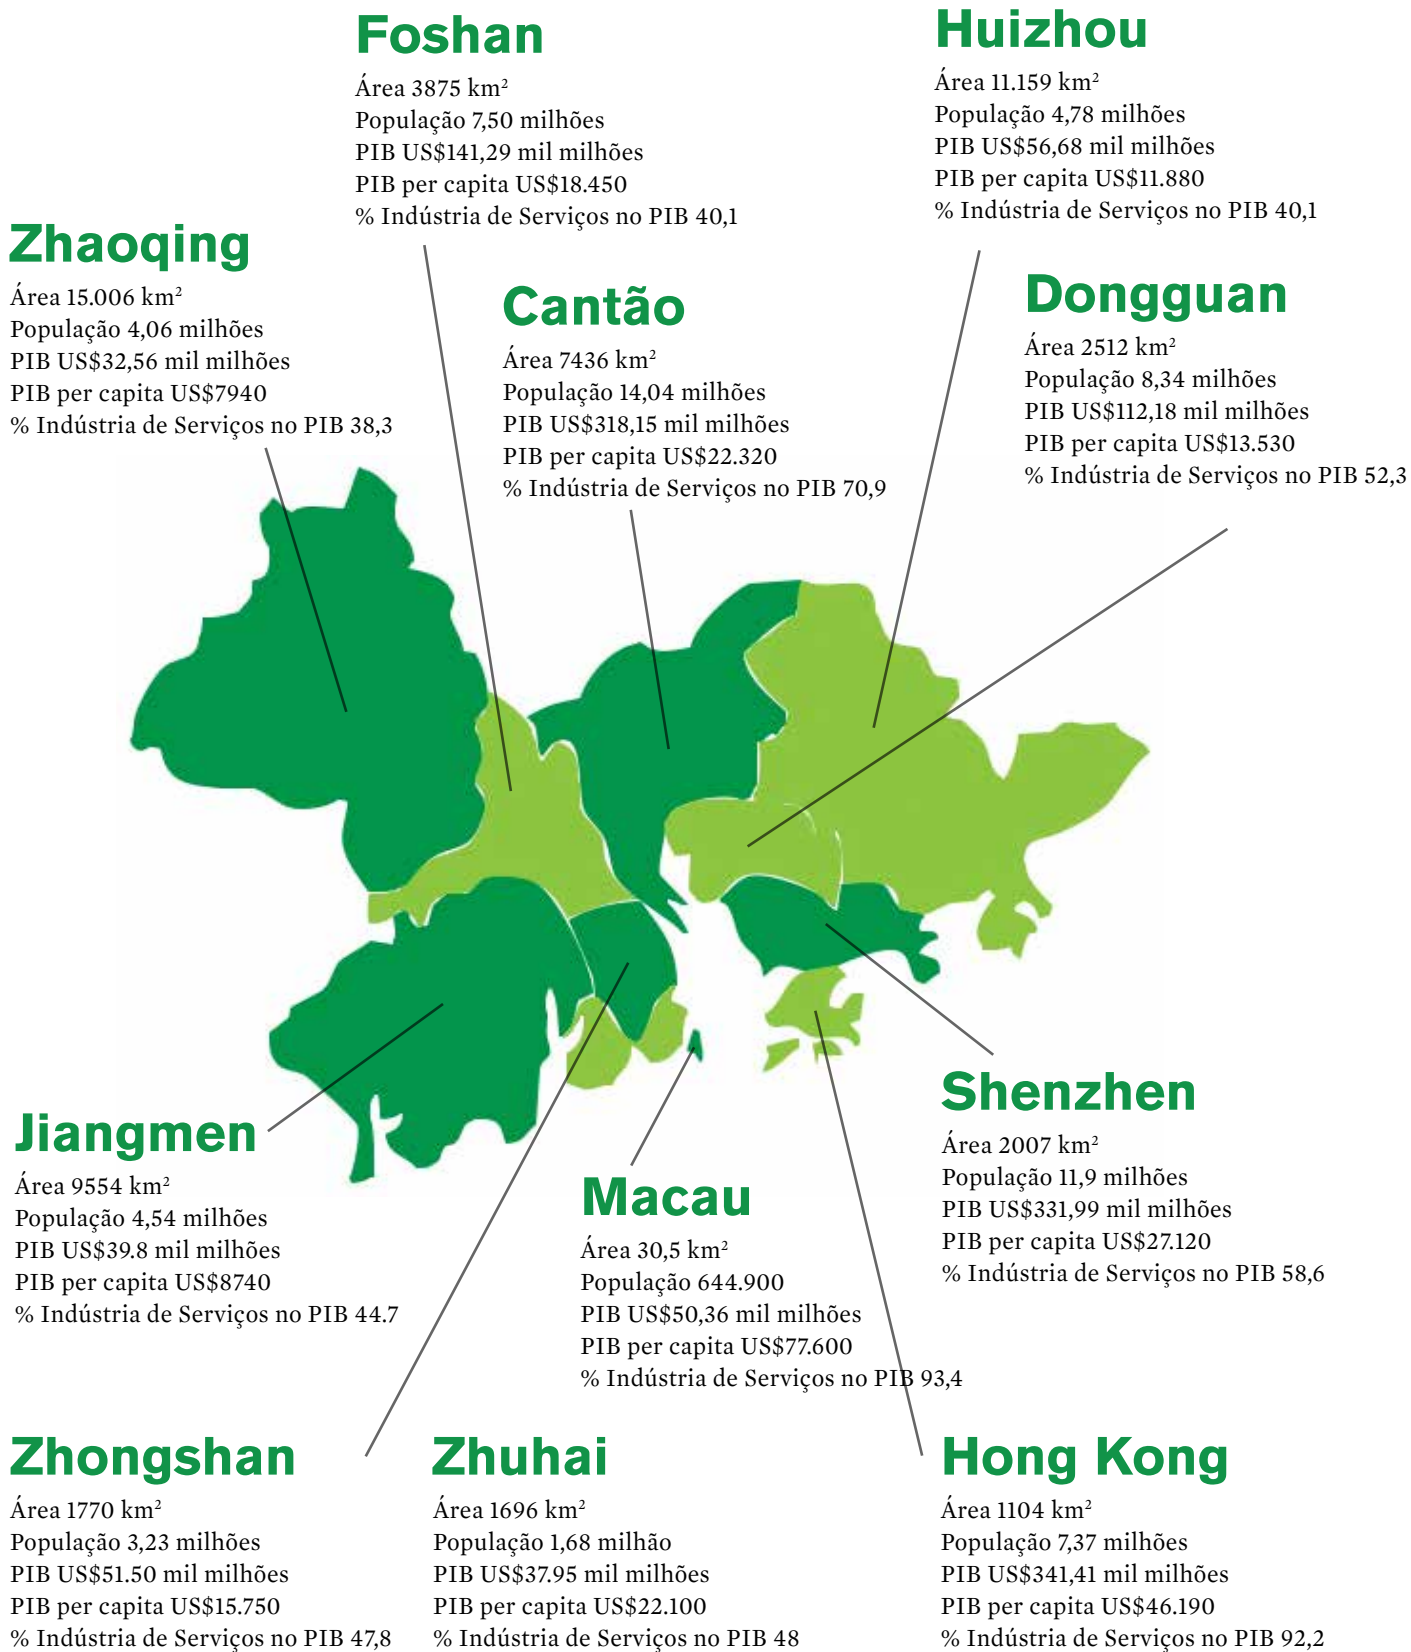 Foshan
Área 3875 km²
População 7,50 milhões
PIB US$141,29 mil milhões
PIB per capita US$18.450
% Indústria de Serviços no PIB 40,1
Huizhou
Área 11.159 km²
População 4,78 milhões
PIB US$56,68 mil milhões
PIB per capita US$11.880
% Indústria de Serviços no PIB 40,1
Zhaoqing
Área 15.006 km²
População 4,06 milhões
PIB US$32,56 mil milhões
PIB per capita US$7940
% Indústria de Serviços no PIB 38,3
Cantão
Área 7436 km²
População 14,04 milhões
PIB US$318,15 mil milhões
PIB per capita US$22.320
% Indústria de Serviços no PIB 70,9
Dongguan
Área 2512 km²
População 8,34 milhões
PIB US$112,18 mil milhões
PIB per capita US$13.530
% Indústria de Serviços no PIB 52,3
Jiangmen
Área 9554 km²
População 4,54 milhões
PIB US$39.8 mil milhões
PIB per capita US$8740
% Indústria de Serviços no PIB 44.7
Macau
Área 30,5 km²
População 644.900
PIB US$50,36 mil milhões
PIB per capita US$77.600
% Indústria de Serviços no PIB 93,4
Shenzhen
Área 2007 km²
População 11,9 milhões
PIB US$331,99 mil milhões
PIB per capita US$27.120
% Indústria de Serviços no PIB 58,6
Zhongshan
Área 1770 km²
População 3,23 milhões
PIB US$51.50 mil milhões
PIB per capita US$15.750
% Indústria de Serviços no PIB 47,8
Zhuhai
Área 1696 km²
População 1,68 milhão
PIB US$37.95 mil milhões
PIB per capita US$22.100
% Indústria de Serviços no PIB 48
Hong Kong
Área 1104 km²
População 7,37 milhões
PIB US$341,41 mil milhões
PIB per capita US$46.190
% Indústria de Serviços no PIB 92,2